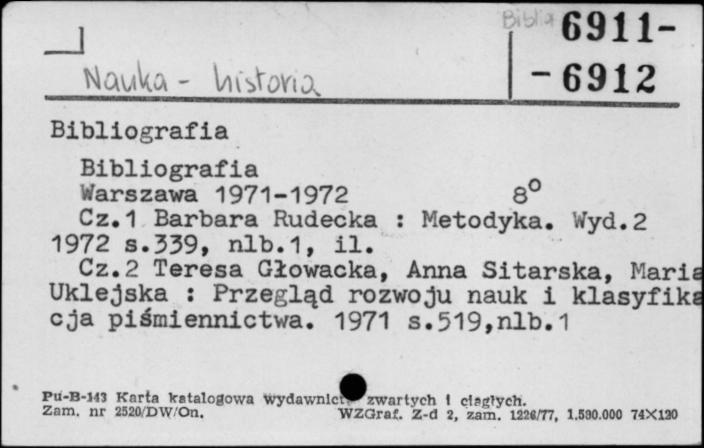 Biblia 6911-
Nauka - historia -6912
Bibliografia
Bibliografia
Warszawa 1971-1972 8°
Cz.1 Barbara Rudecka : Metodyka. Wyd.2
1972 s.339, nlb.1, il.
Cz.2 Teresa Głowacka, Anna Sitarska, Maria
Uklejska : Przegląd rozwoju nauk i klasyfika
cja piśmiennictwa. 1971 s.519,nlb.1
Pu-B-143 Karta katalogowa wydawnict zwartych i ciągłych.
Zam. nr 2520/DW/On. WZGraf. Z-d 2, zam. 1226/77, 1.590.000 74X120